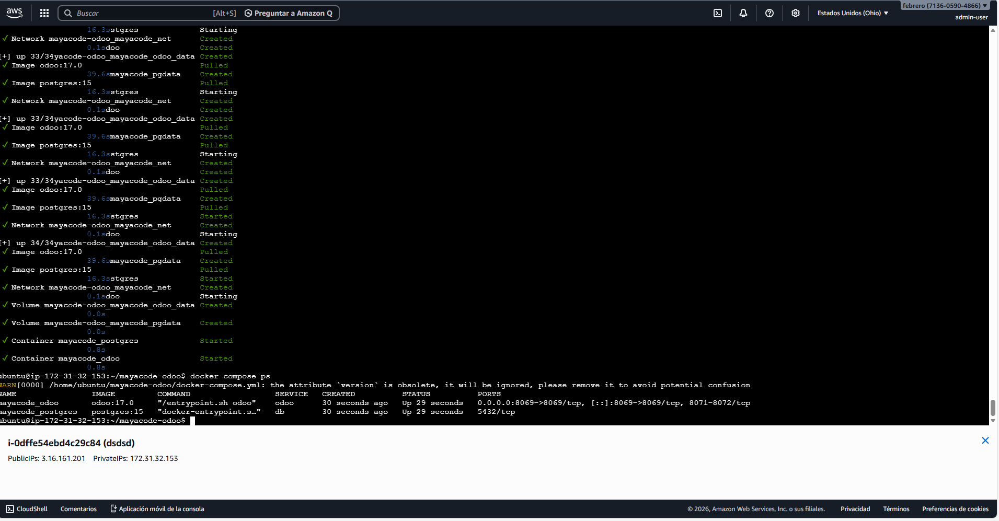 aws
Buscar [Alt+S] Preguntar a Amazon Q
Estados Unidos (Ohio) ▼
febrero (7136-0590-4866) ▼
admin-user
16.3sstgres Starting
✓ Network mayacode-odoo_mayacode_net Created
0.1sdoo Created
[+] up 33/34yacode-odoo_mayacode_odoo_data Created
✓ Image odoo:17.0 Pulled
39.6smayacode_pgdata Created
✓ Image postgres:15 Pulled
16.3sstgres Starting
✓ Network mayacode-odoo_mayacode_net Created
0.1sdoo Created
[+] up 33/34yacode-odoo_mayacode_odoo_data Created
✓ Image odoo:17.0 Pulled
39.6smayacode_pgdata Created
✓ Image postgres:15 Pulled
16.3sstgres Starting
✓ Network mayacode-odoo_mayacode_net Created
0.1sdoo Created
[+] up 33/34yacode-odoo_mayacode_odoo_data Created
✓ Image odoo:17.0 Pulled
39.6smayacode_pgdata Created
✓ Image postgres:15 Pulled
16.3sstgres Started
✓ Network mayacode-odoo_mayacode_net Created
0.1sdoo Starting
[+] up 34/34yacode-odoo_mayacode_odoo_data Created
✓ Image odoo:17.0 Pulled
39.6smayacode_pgdata Created
✓ Image postgres:15 Pulled
16.3sstgres Started
✓ Network mayacode-odoo_mayacode_net Created
0.1sdoo Starting
✓ Volume mayacode-odoo_mayacode_odoo_data Created
0.0s
✓ Volume mayacode-odoo_mayacode_pgdata Created
0.0s
✓ Container mayacode_postgres Started
0.8s
✓ Container mayacode_odoo Started
0.8s
ubuntu@ip-172-31-32-153:~/mayacode-odoo$ docker compose ps
WARN[0000] /home/ubuntu/mayacode-odoo/docker-compose.yml: the attribute `version` is obsolete, it will be ignored, please remove it to avoid potential confusion
NAME IMAGE COMMAND SERVICE CREATED STATUS PORTS
mayacode_odoo odoo:17.0 "/entrypoint.sh odoo" odoo 30 seconds ago Up 29 seconds 0.0.0.0:8069->8069/tcp, [::]:8069->8069/tcp, 8071-8072/tcp
mayacode_postgres postgres:15 "docker-entrypoint.s…" db 30 seconds ago Up 29 seconds 5432/tcp
ubuntu@ip-172-31-32-153:~/mayacode-odoo$
i-0dffe54ebd4c29c84 (dsdsd)
PublicIPs: 3.16.161.201 PrivateIPs: 172.31.32.153
CloudShell Comentarios Aplicación móvil de la consola © 2026, Amazon Web Services, Inc. o sus filiales. Privacidad Términos Preferencias de cookies